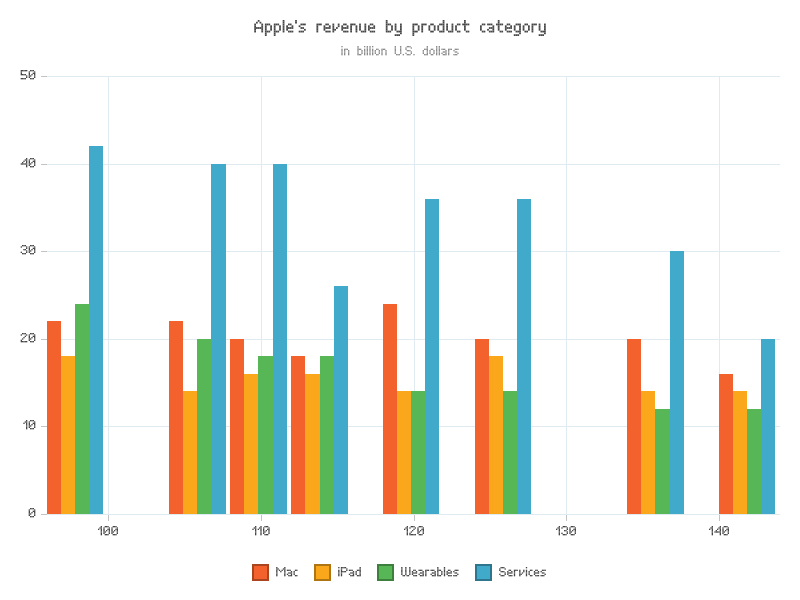 Apple's revenue by product category
in billion U.S. dollars
50
40
30
20
10
0
100 110 120 130 140
Mac iPad Wearables Services